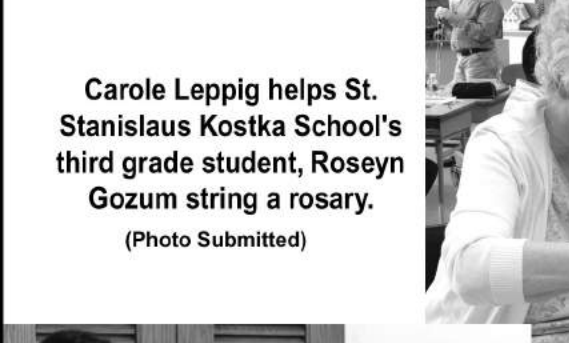 Carole Leppig helps St.
Stanislaus Kostka School's
third grade student, Roseyn
Gozum string a rosary.
(Photo Submitted)